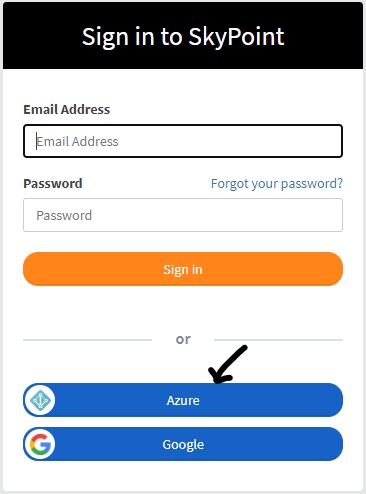 Sign in to SkyPoint
Email Address
Email Address
Password Forgot your password?
Password
Sign in
or
Azure
Google